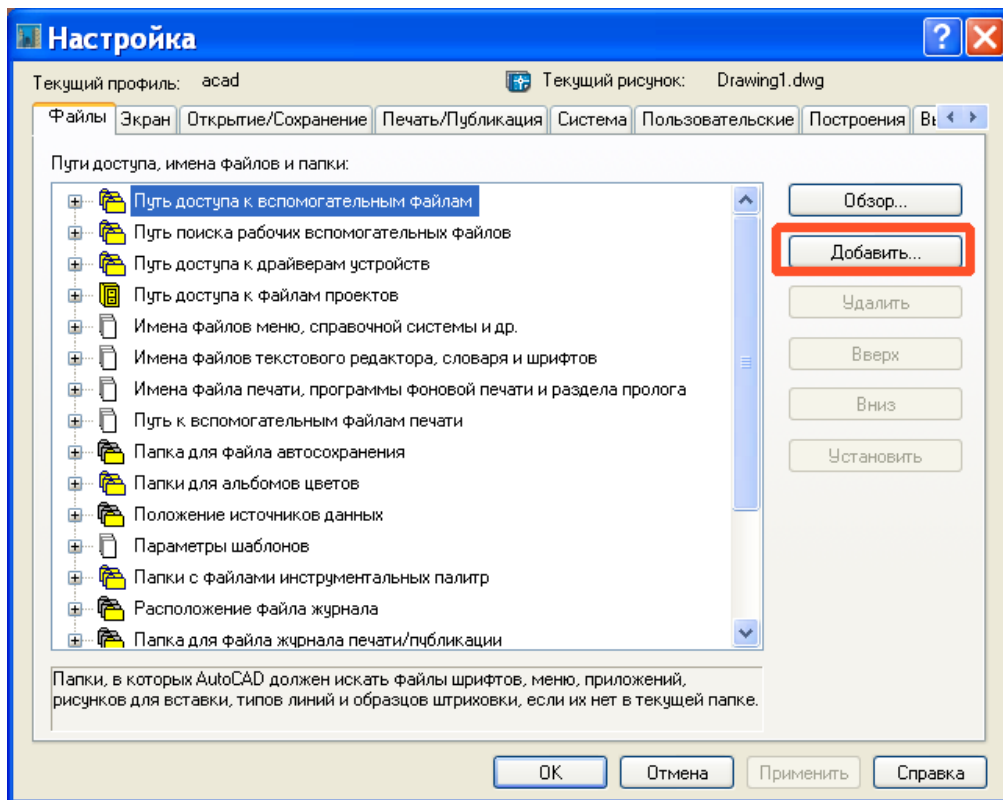 Настройка
Текущий профиль: acad Текущий рисунок: Drawing1.dwg
Файлы Экран Открытие/Сохранение Печать/Публикация Система Пользовательские Построения Вы
Пути доступа, имена файлов и папки:
Путь доступа к вспомогательным файлам
Обзор...
Путь поиска рабочих вспомогательных файлов
Добавить...
Путь доступа к драйверам устройств
Путь доступа к файлам проектов
Удалить
Имена файлов меню, справочной системы и др.
Имена файлов текстового редактора, словаря и шрифтов
Вверх
Имена файла печати, программы фоновой печати и раздела пролога
Вниз
Путь к вспомогательным файлам печати
Папка для файла автосохранения
Установить
Папки для альбомов цветов
Положение источников данных
Параметры шаблонов
Папки с файлами инструментальных палитр
Расположение файла журнала
Папка для файла журнала печати/публикации
Папки, в которых AutoCAD должен искать файлы шрифтов, меню, приложений,
рисунков для вставки, типов линий и образцов штриховки, если их нет в текущей папке.
OK Отмена Применить Справка